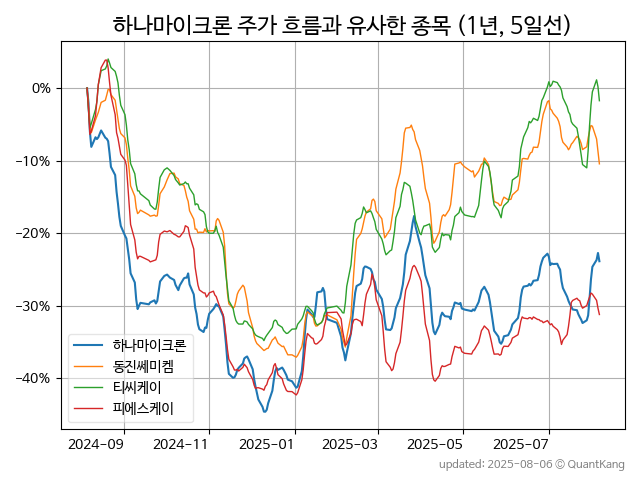 하나마이크론 주가 흐름과 유사한 종목 (1년, 5일선)
0%
−10%
−20%
−30%
−40%
하나마이크론
동진쎄미켐
티씨케이
피에스케이
2024-09 2024-11 2025-01 2025-03 2025-05 2025-07
updated: 2025-08-06 © QuantKang